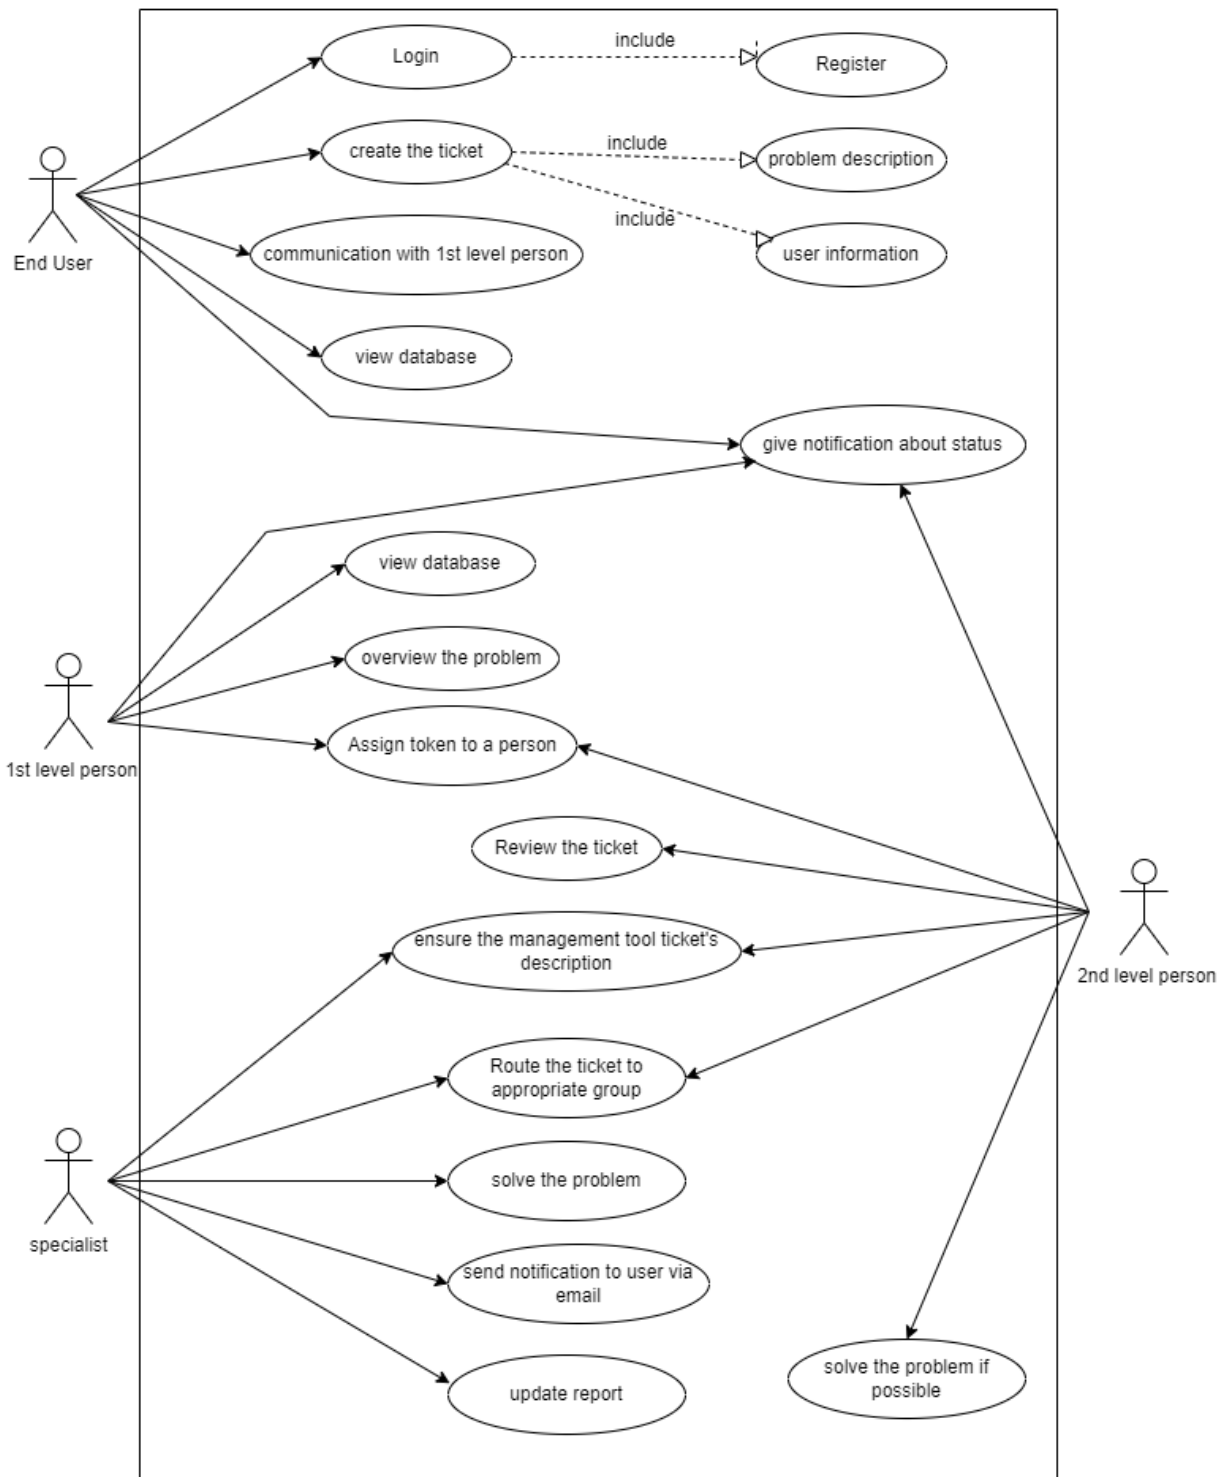 Login
include
Register
create the ticket
include
problem description
include
user information
End User
communication with 1st level person
view database
give notification about status
view database
overview the problem
1st level person
Assign token to a person
Review the ticket
ensure the management tool ticket's
description
2nd level person
Route the ticket to
appropriate group
solve the problem
specialist
send notification to user via
email
solve the problem if
possible
update report